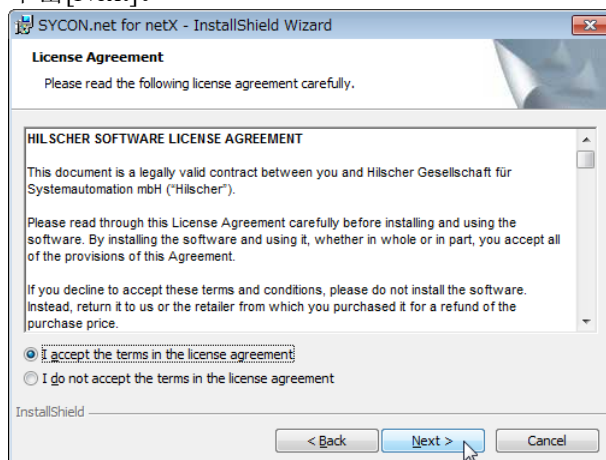 SYCON.net for netX - InstallShield Wizard
License Agreement
Please read the following license agreement carefully.
HILSCHER SOFTWARE LICENSE AGREEMENT
This document is a legally valid contract between you and Hilscher Gesellschaft für
Systemautomation mbH ("Hilscher").
Please read through this License Agreement carefully before installing and using the
software. By installing the software and using it, whether in whole or in part, you accept all
of the provisions of this Agreement.
If you decline to accept these terms and conditions, please do not install the software.
Instead, return it to us or the retailer from which you purchased it for a refund of the
purchase price.
I accept the terms in the license agreement
I do not accept the terms in the license agreement
InstallShield
< Back
Next >
Cancel